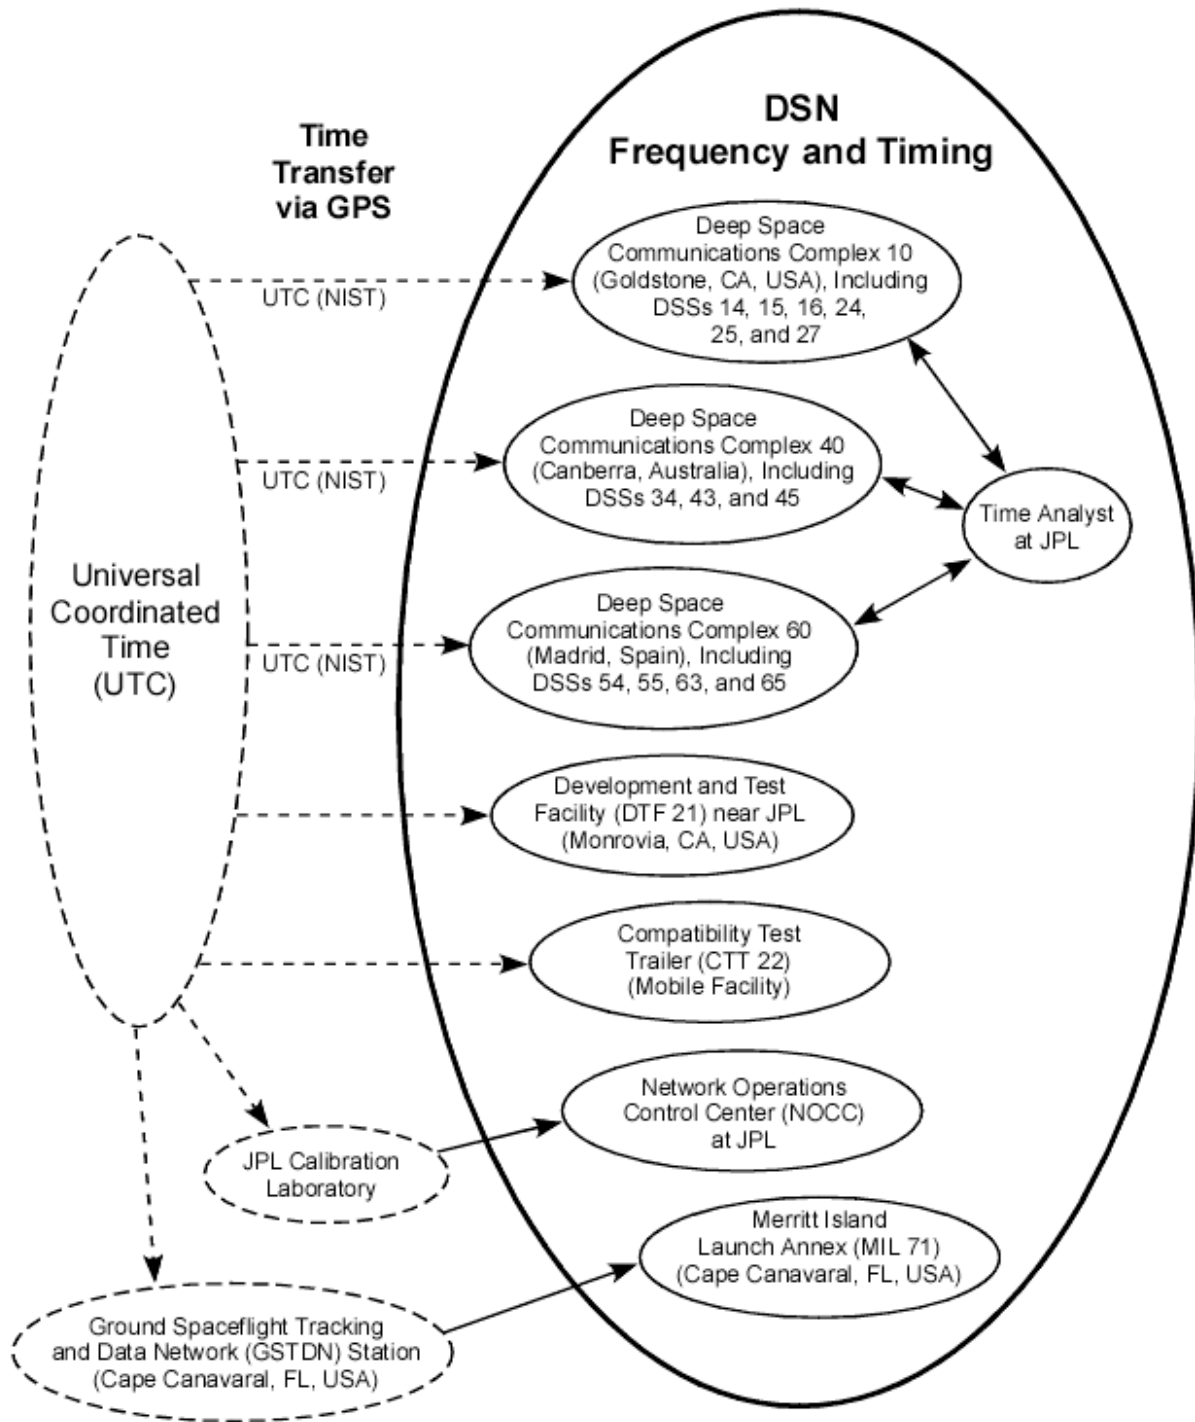 DSN
Frequency and Timing
Time
Transfer
via GPS
Deep Space
Communications Complex 10
(Goldstone, CA, USA), Including
DSSs 14, 15, 16, 24,
25, and 27
UTC (NIST)
Deep Space
Communications Complex 40
(Canberra, Australia), Including
DSSs 34, 43, and 45
UTC (NIST)
Time Analyst
at JPL
Universal
Coordinated
Time
(UTC)
Deep Space
Communications Complex 60
(Madrid, Spain), Including
DSSs 54, 55, 63, and 65
UTC (NIST)
Development and Test
Facility (DTF 21) near JPL
(Monrovia, CA, USA)
Compatibility Test
Trailer (CTT 22)
(Mobile Facility)
Network Operations
Control Center (NOCC)
at JPL
JPL Calibration
Laboratory
Merritt Island
Launch Annex (MIL 71)
(Cape Canavaral, FL, USA)
Ground Spaceflight Tracking
and Data Network (GSTDN) Station
(Cape Canavaral, FL, USA)